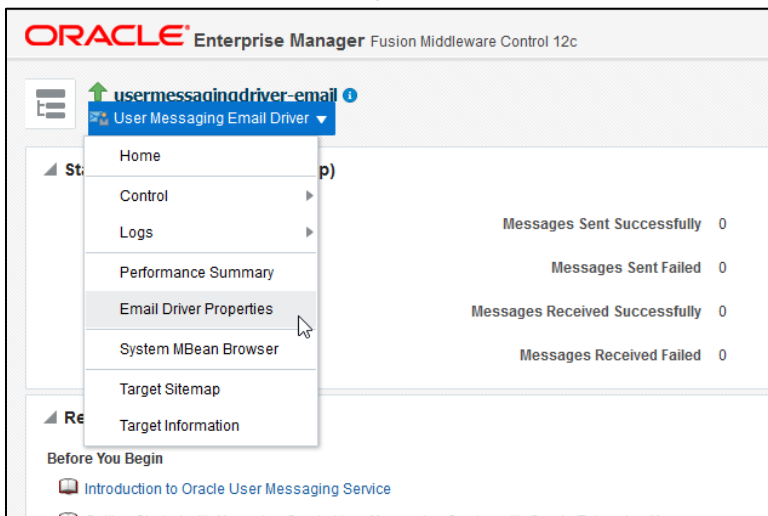 ORACLE® Enterprise Manager Fusion Middleware Control 12c
usermessagingdriver-email
User Messaging Email Driver
Home
p)
Control
Logs
Messages Sent Successfully 0
Performance Summary
Messages Sent Failed 0
Email Driver Properties
Messages Received Successfully 0
System MBean Browser
Messages Received Failed 0
Target Sitemap
Target Information
Before You Begin
Introduction to Oracle User Messaging Service